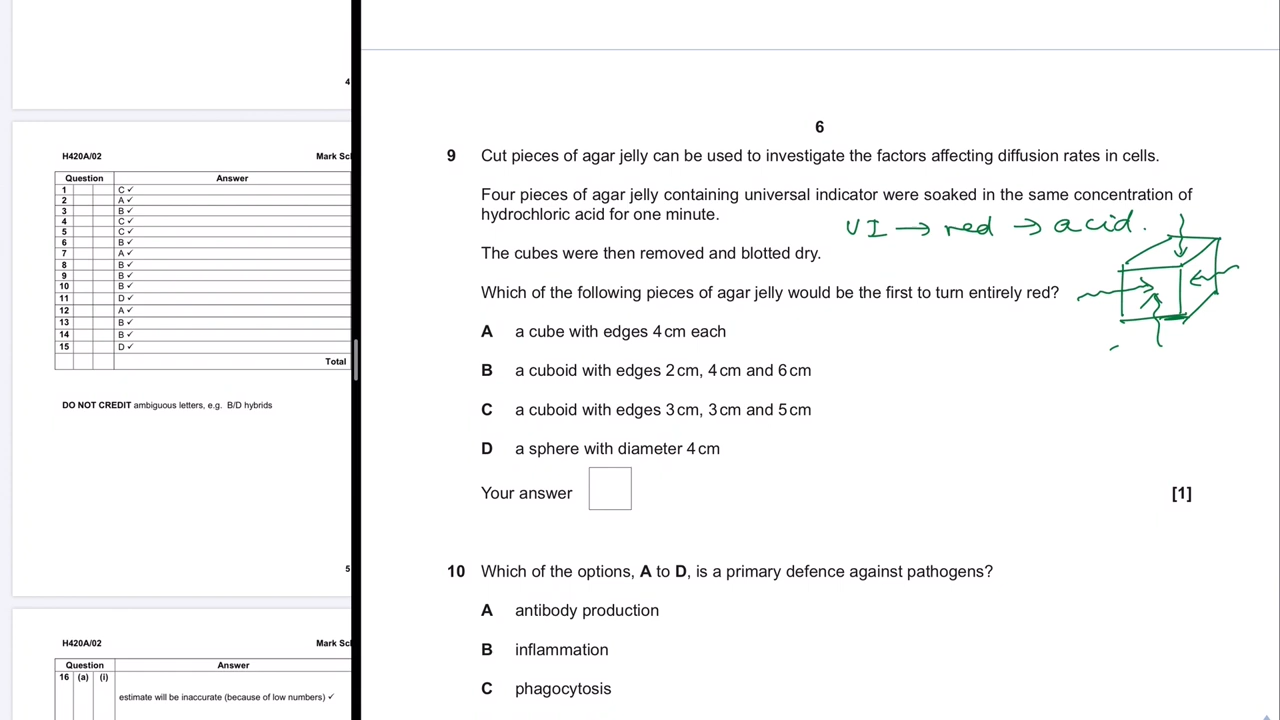 4
H420A/02
Mark Scl
Question
Answer
1 C ✓
2 A ✓
3 B ✓
4 C ✓
5 C ✓
6 B ✓
7 A ✓
8 B ✓
9 B ✓
10 B ✓
11 D ✓
12 A ✓
13 B ✓
14 B ✓
15 D ✓
Total
DO NOT CREDIT ambiguous letters, e.g. B/D hybrids
5
H420A/02
Mark Scl
Question
Answer
16 (a) (i)
estimate will be inaccurate (because of low numbers) ✓
6
9 Cut pieces of agar jelly can be used to investigate the factors affecting diffusion rates in cells.
Four pieces of agar jelly containing universal indicator were soaked in the same concentration of
hydrochloric acid for one minute.
UI → red → acid.
The cubes were then removed and blotted dry.
Which of the following pieces of agar jelly would be the first to turn entirely red?
A a cube with edges 4 cm each
B a cuboid with edges 2 cm, 4 cm and 6 cm
C a cuboid with edges 3 cm, 3 cm and 5 cm
D a sphere with diameter 4 cm
Your answer
[1]
10 Which of the options, A to D, is a primary defence against pathogens?
A antibody production
B inflammation
C phagocytosis